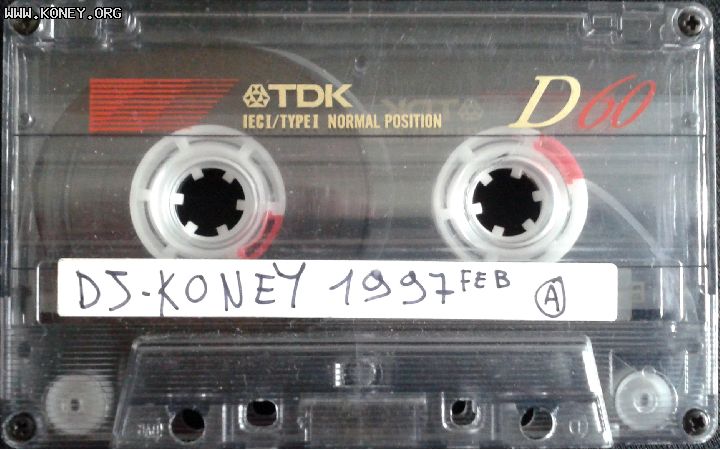 WWW.KONEY.ORG
TDK D60
IEC I/TYPE I NORMAL POSITION
DJ-KONEY 1997 FEB A